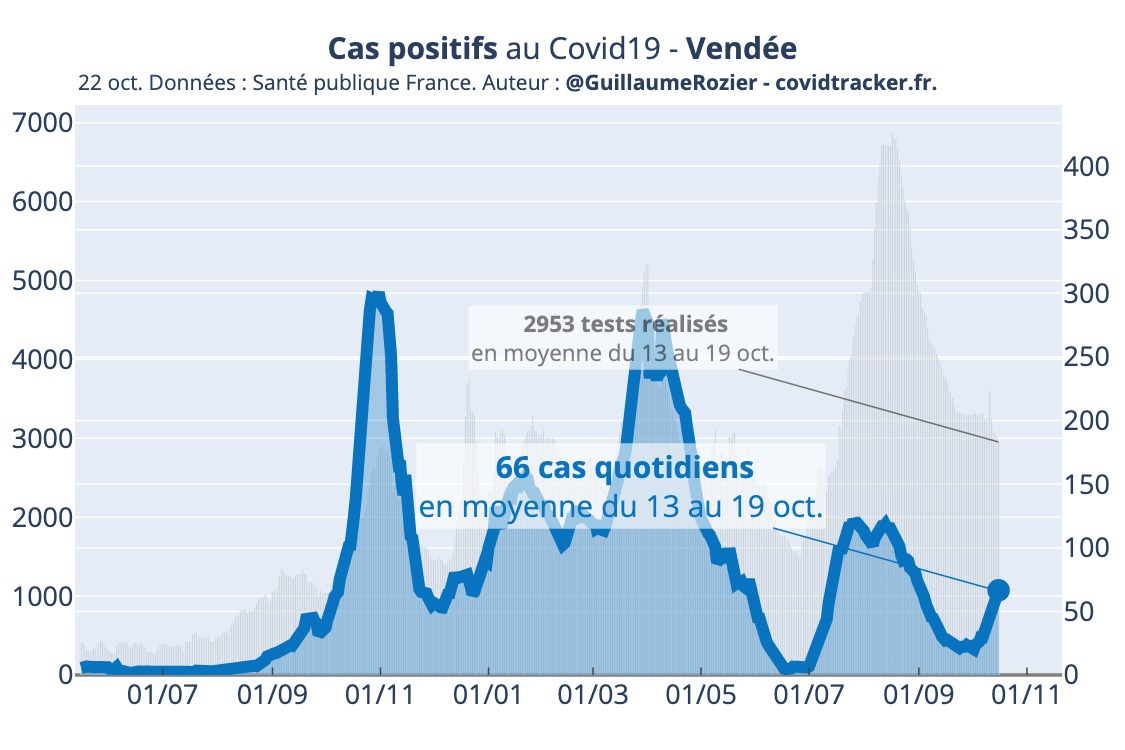 Cas positifs au Covid19 - Vendée
22 oct. Données : Santé publique France. Auteur : @GuillaumeRozier - covidtracker.fr.
7000
6000
5000
4000
3000
2000
1000
0
400
350
300
250
200
150
100
50
0
2953 tests réalisés
en moyenne du 13 au 19 oct.
66 cas quotidiens
en moyenne du 13 au 19 oct.
01/07 01/09 01/11 01/01 01/03 01/05 01/07 01/09 01/11